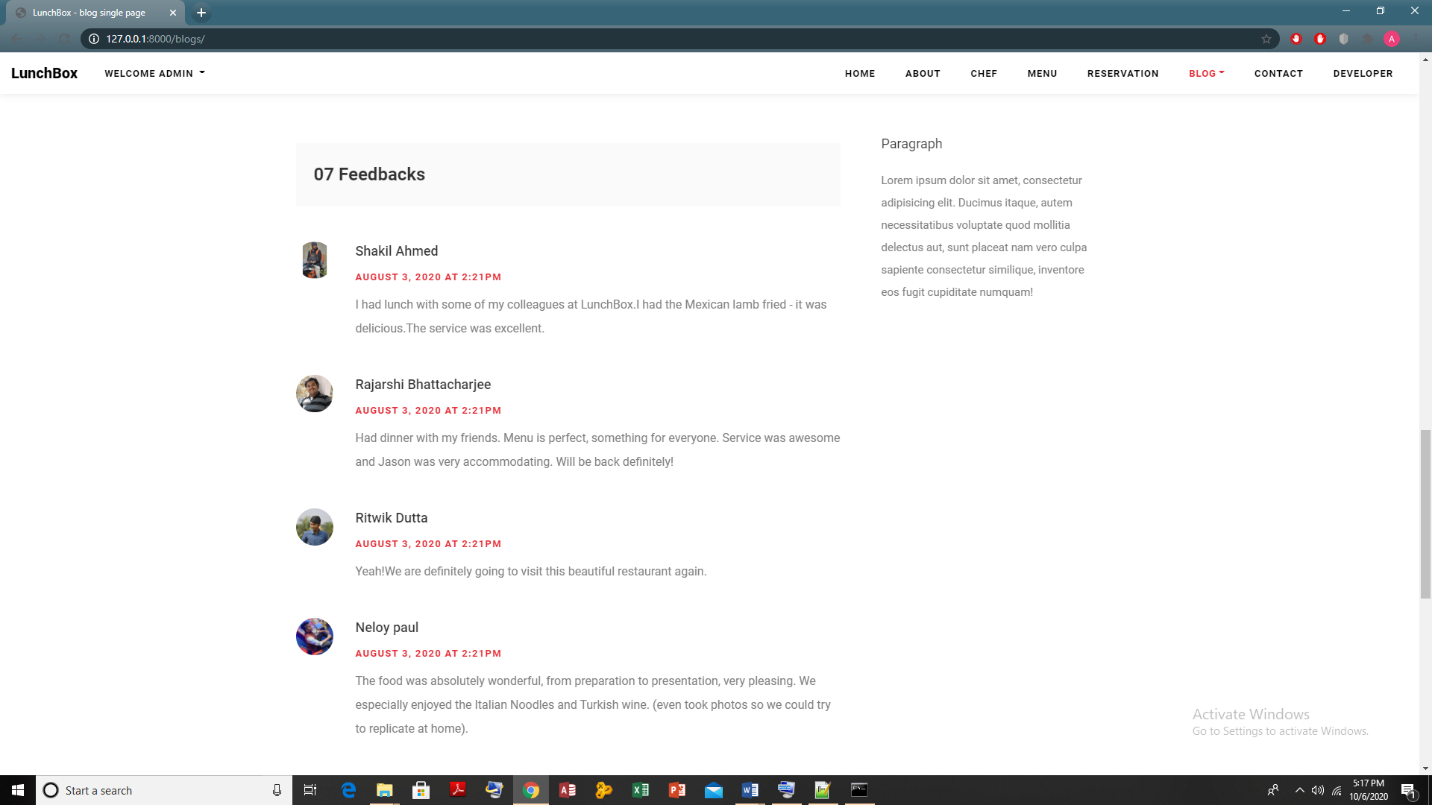 LunchBox - blog single page
127.0.0.1:8000/blogs/
A
LunchBox
WELCOME ADMIN
HOME
ABOUT
CHEF
MENU
RESERVATION
BLOG
CONTACT
DEVELOPER
07 Feedbacks
Shakil Ahmed
AUGUST 3, 2020 AT 2:21PM
I had lunch with some of my colleagues at LunchBox.I had the Mexican lamb fried - it was
delicious.The service was excellent.
Rajarshi Bhattacharjee
AUGUST 3, 2020 AT 2:21PM
Had dinner with my friends. Menu is perfect, something for everyone. Service was awesome
and Jason was very accommodating. Will be back definitely!
Ritwik Dutta
AUGUST 3, 2020 AT 2:21PM
Yeah!We are definitely going to visit this beautiful restaurant again.
Neloy paul
AUGUST 3, 2020 AT 2:21PM
The food was absolutely wonderful, from preparation to presentation, very pleasing. We
especially enjoyed the Italian Noodles and Turkish wine. (even took photos so we could try
to replicate at home).
Paragraph
Lorem ipsum dolor sit amet, consectetur
adipisicing elit. Ducimus itaque, autem
necessitatibus voluptate quod mollitia
delectus aut, sunt placeat nam vero culpa
sapiente consectetur similique, inventore
eos fugit cupiditate numquam!
Activate Windows
Go to Settings to activate Windows.
Start a search
5:17 PM
10/6/2020
1